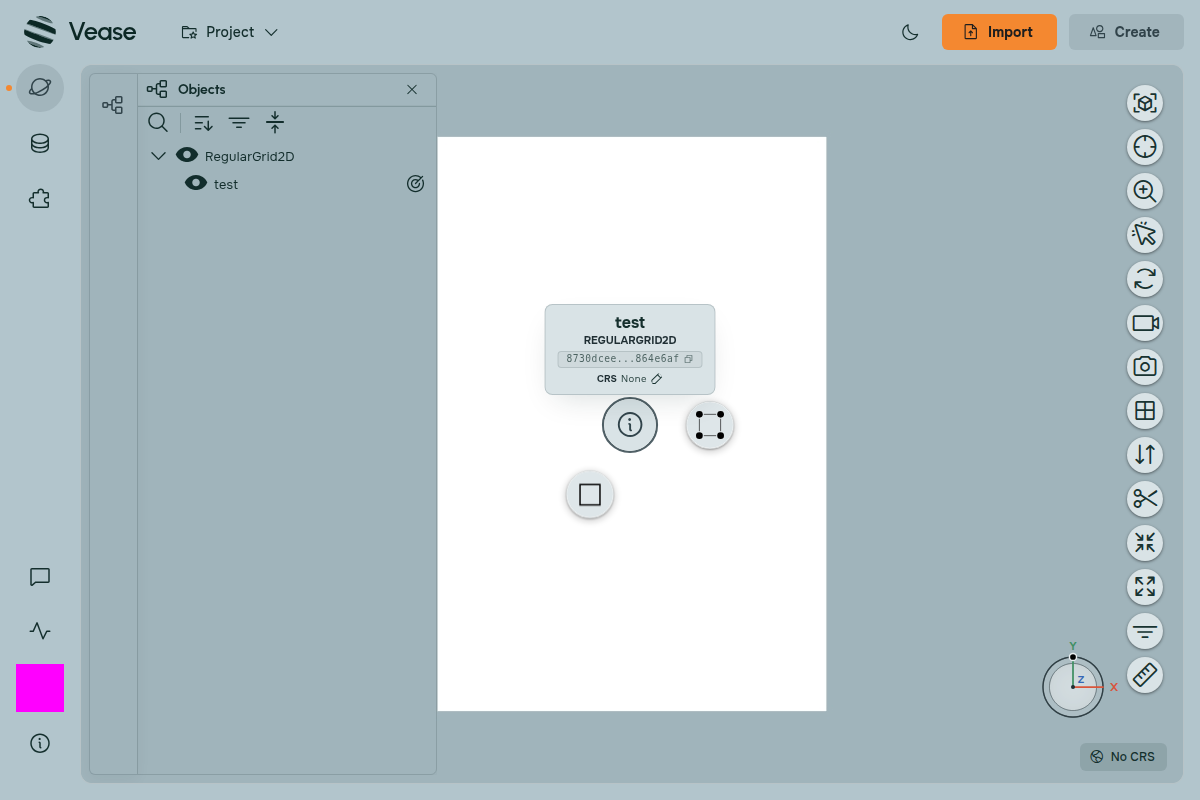 Vease
Project
Import
Create
Objects
RegularGrid2D
test
test
REGULARGRID2D
8730dcee...864e6af
CRS None
Y
Z
X
No CRS